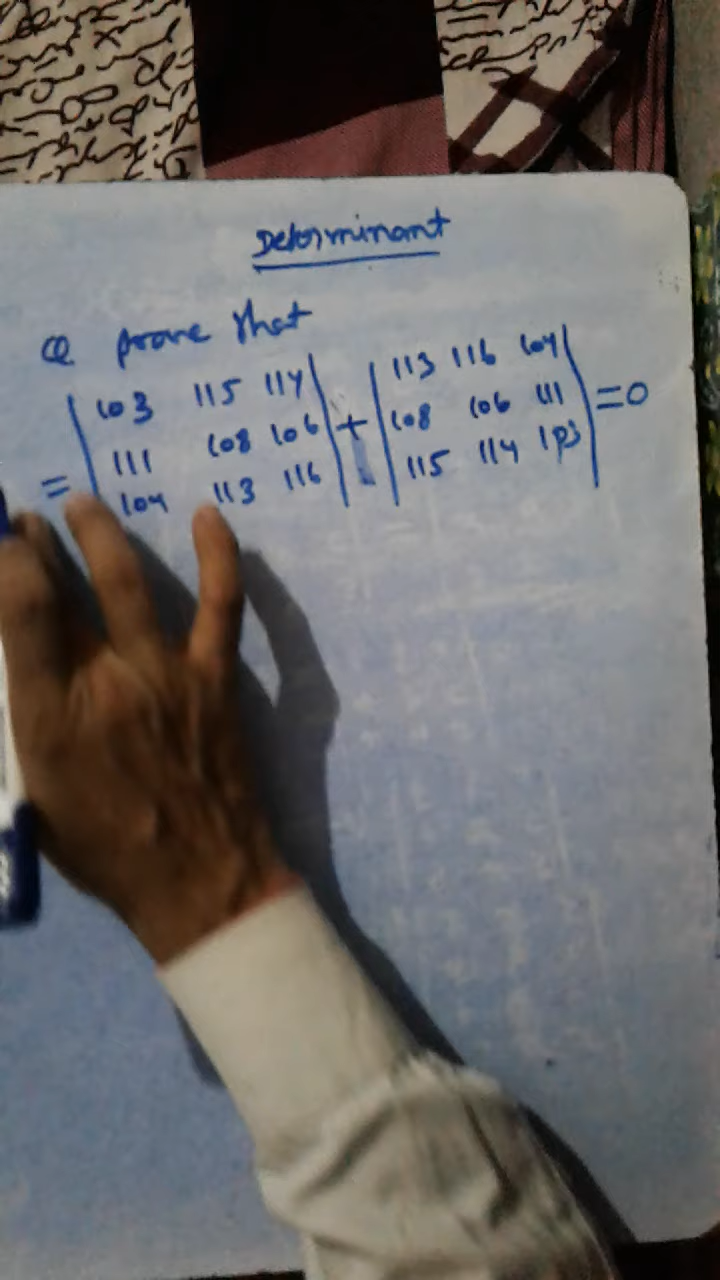 Determinant
Q prove that
= | 103 115 114 | + | 113 116 104 | = 0
| 111 108 106 | | 108 106 111 |
| 104 113 116 | | 115 114 103 |